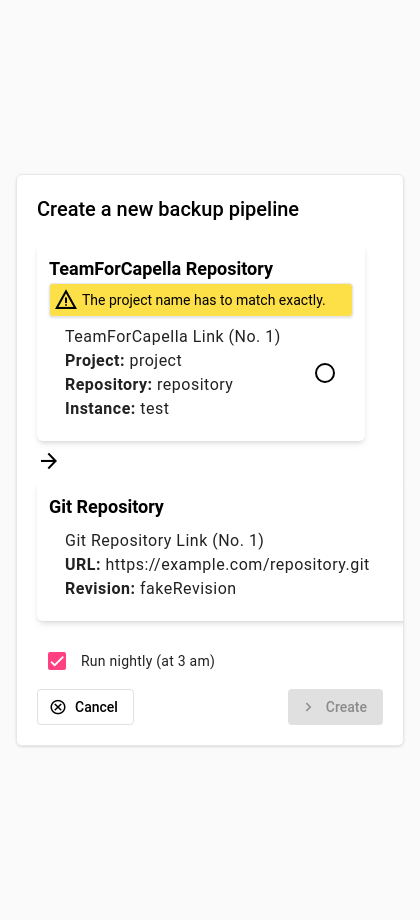 Create a new backup pipeline
TeamForCapella Repository
The project name has to match exactly.
TeamForCapella Link (No. 1)
Project: project
Repository: repository
Instance: test
Git Repository
Git Repository Link (No. 1)
URL: https://example.com/repository.git
Revision: fakeRevision
Run nightly (at 3 am)
Cancel
Create